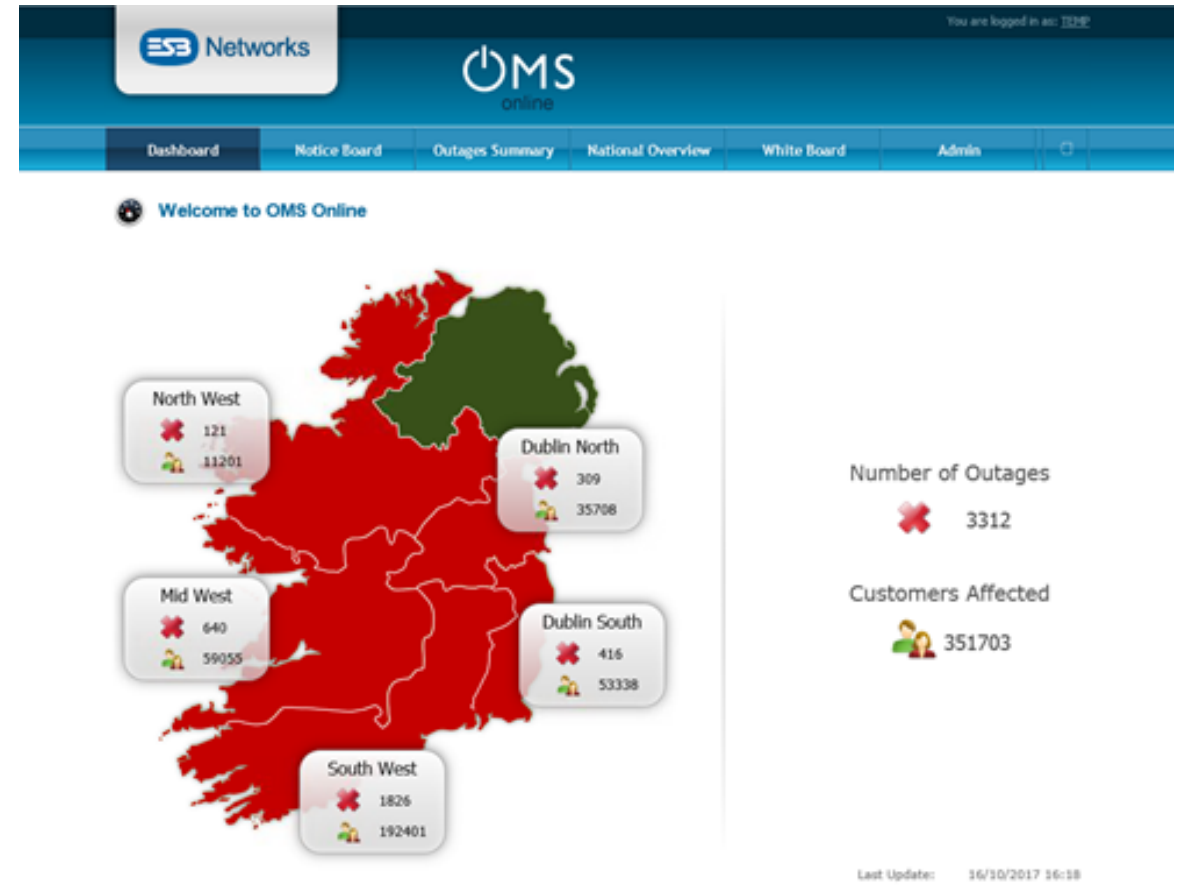 You are logged in as: TEMP
ESB Networks
OMS
online
Dashboard Notice Board Outages Summary National Overview White Board Admin
Welcome to OMS Online
North West
121
11201
Dublin North
309
35708
Mid West
640
59055
Dublin South
416
53338
South West
1826
192401
Number of Outages
3312
Customers Affected
351703
Last Update: 16/10/2017 16:18